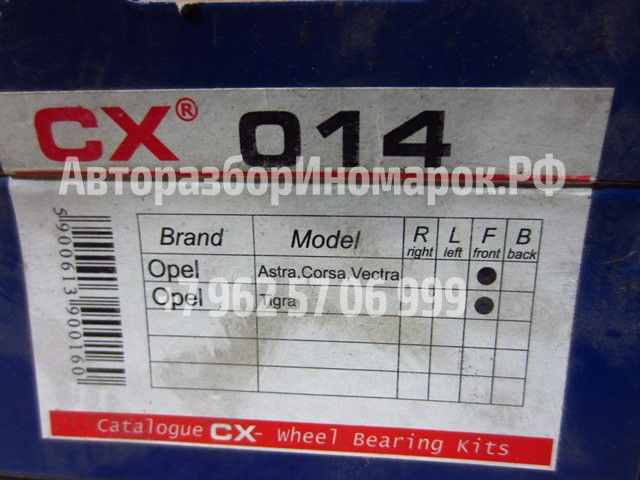 CX® 014
АвторазборИномарок.РФ
Brand Model R right L left F front B back
Opel Astra,Corsa,Vectra ●
Opel Tigra ●
+7 962 57 06 999
5900613900160
Catalogue CX- Wheel Bearing Kits